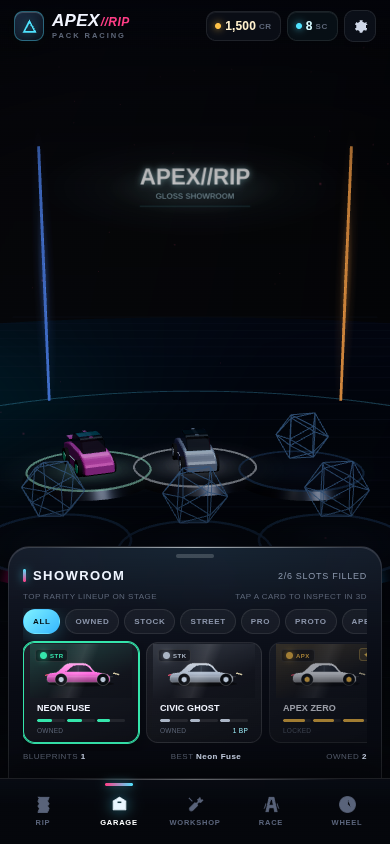 APEX//RIP
PACK RACING
1,500 CR
8 SC
APEX//RIP
GLOSS SHOWROOM
SHOWROOM
2/6 SLOTS FILLED
TOP RARITY LINEUP ON STAGE
TAP A CARD TO INSPECT IN 3D
ALL
OWNED
STOCK
STREET
PRO
PROTO
APE
STR
NEON FUSE
OWNED
STK
CIVIC GHOST
OWNED
1 BP
APX
APEX ZERO
LOCKED
BLUEPRINTS 1
BEST Neon Fuse
OWNED 2
RIP
GARAGE
WORKSHOP
RACE
WHEEL